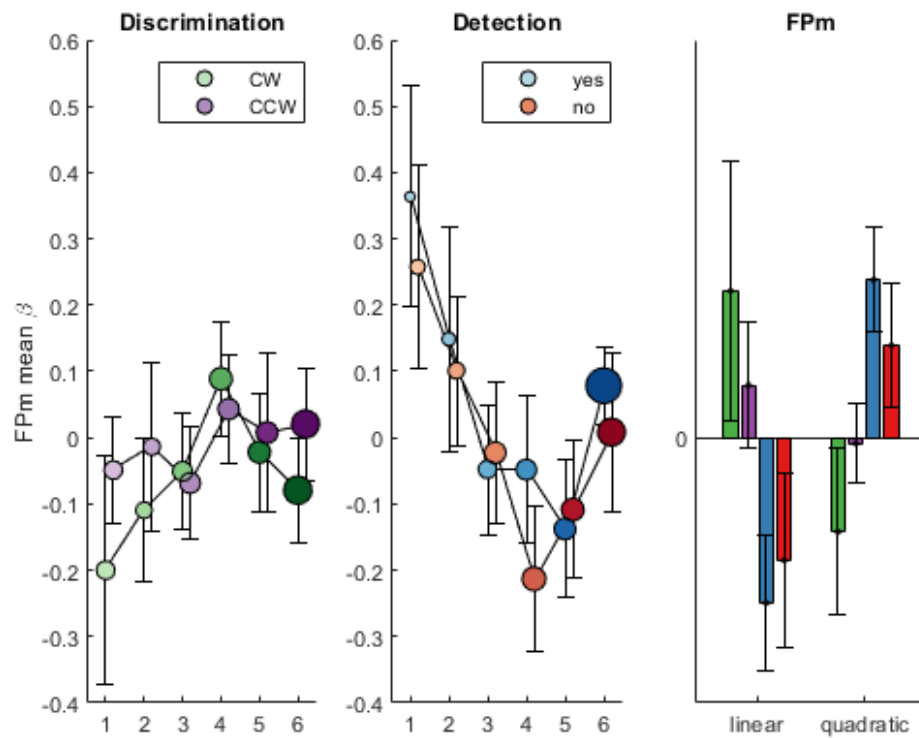 Discrimination
Detection
FPm
0.6
0.5
0.4
0.3
0.2
0.1
0
-0.1
-0.2
-0.3
-0.4
FPm mean β
CW
CCW
1 2 3 4 5 6
0.6
0.5
0.4
0.3
0.2
0.1
0
-0.1
-0.2
-0.3
-0.4
yes
no
1 2 3 4 5 6
0
linear quadratic